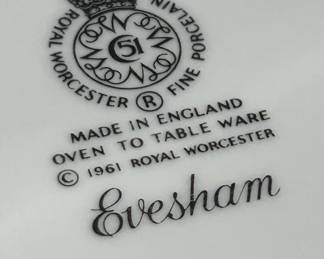 ROYAL WORCESTER
FINE PORCELAIN
51
®
MADE IN ENGLAND
OVEN TO TABLE WARE
© 1961 ROYAL WORCESTER
Evesham